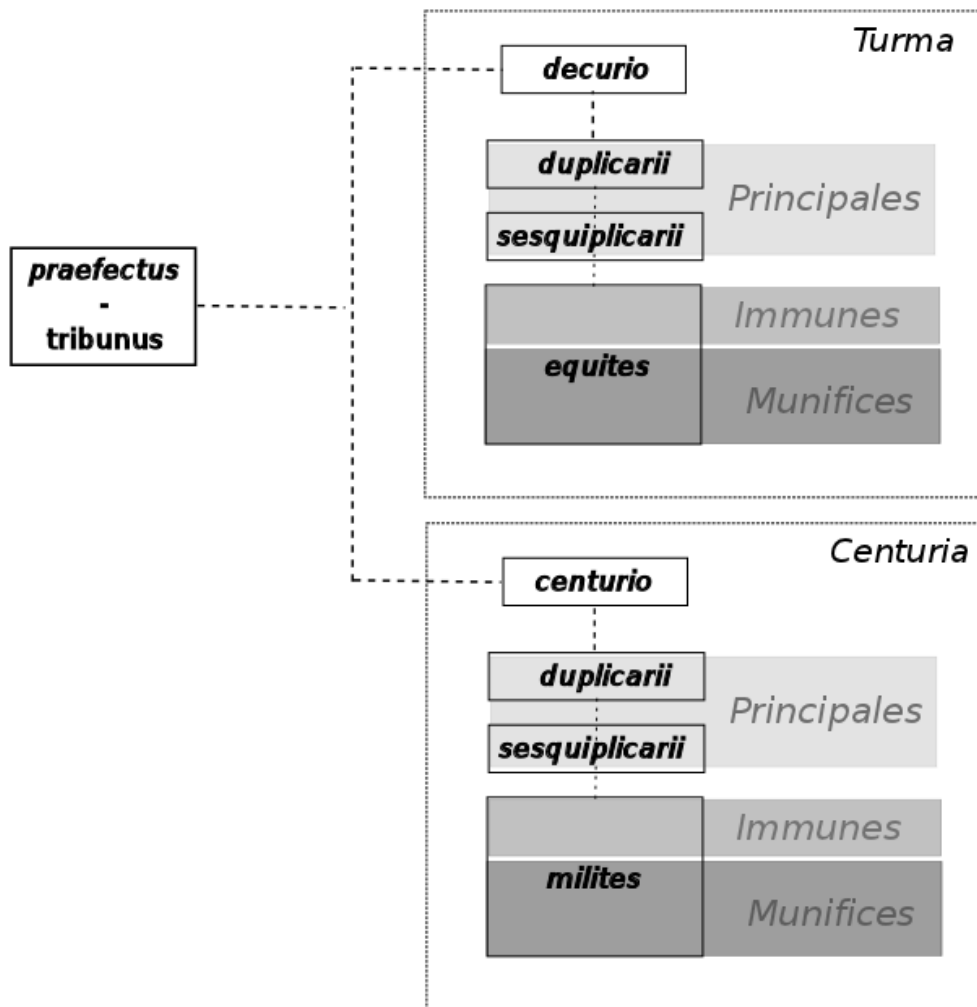 Turma
decurio
duplicarii
Principales
sesquiplicarii
praefectus
-
tribunus
Immunes
equites
Munifices
Centuria
centurio
duplicarii
Principales
sesquiplicarii
Immunes
milites
Munifices